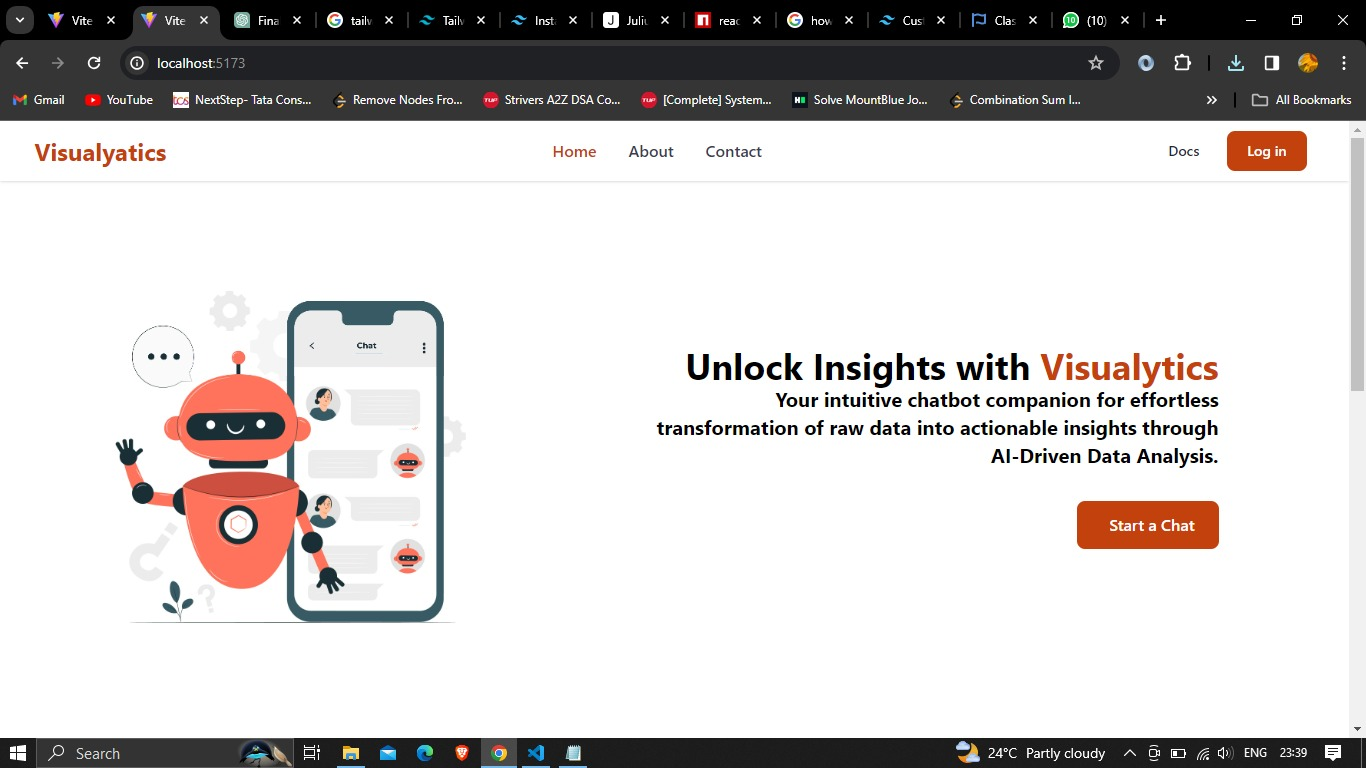 Vite
Vite
Fina
tailw
Tailv
Insta
Juliu
reac
how
Cust
Clas
(10)
localhost:5173
Gmail
YouTube
NextStep- Tata Cons...
Remove Nodes Fro...
Strivers A2Z DSA Co...
[Complete] System...
Solve MountBlue Jo...
Combination Sum I...
All Bookmarks
Visualyatics
Home
About
Contact
Docs
Log in
Chat
Unlock Insights with Visualytics
Your intuitive chatbot companion for effortless
transformation of raw data into actionable insights through
AI-Driven Data Analysis.
Start a Chat
Search
24°C Partly cloudy
ENG
23:39